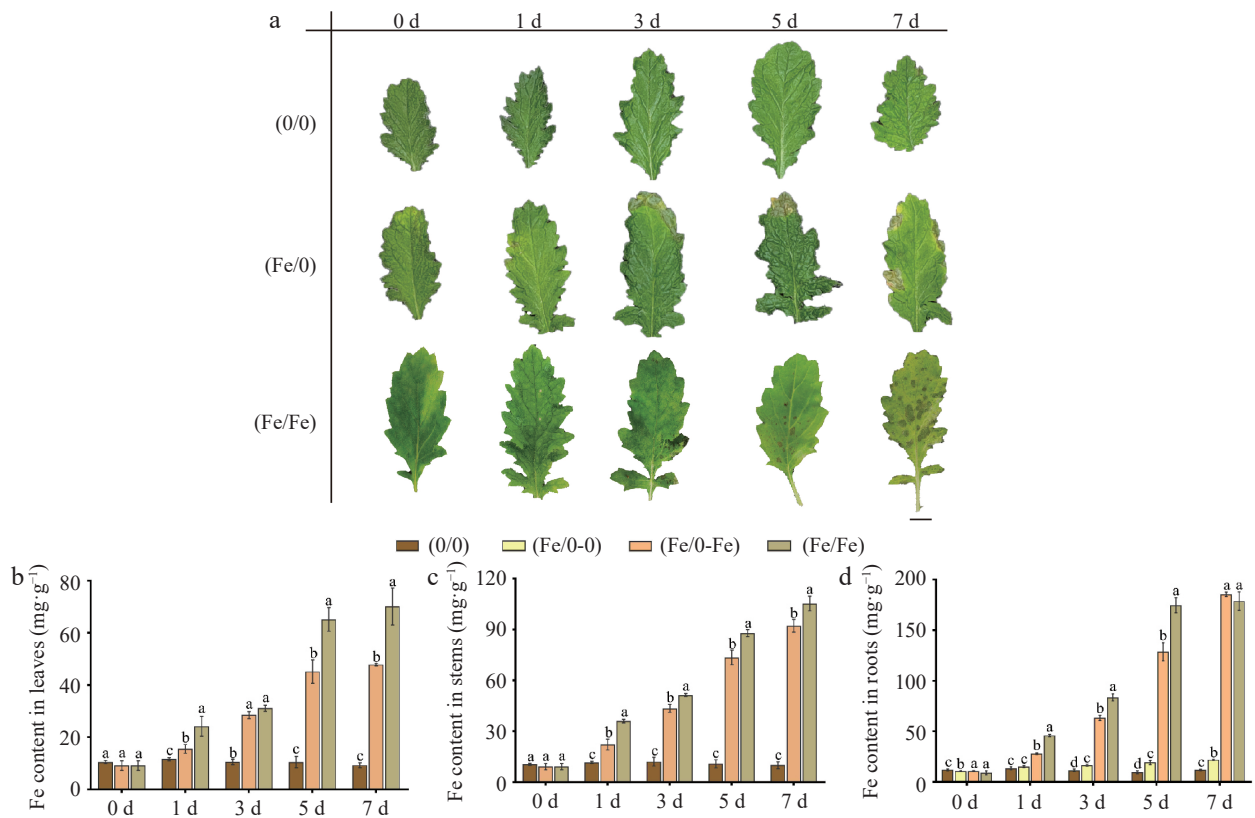 a
0 d 1 d 3 d 5 d 7 d
(0/0)
(Fe/0)
(Fe/Fe)
(0/0) (Fe/0-0) (Fe/0-Fe) (Fe/Fe)
b
Fe content in leaves (mg·g⁻¹)
80
60
40
20
0
a a a
c b a
b a a
c b a
c b a
0 d 1 d 3 d 5 d 7 d
c
Fe content in stems (mg·g⁻¹)
120
90
60
30
0
a a a
c b a
c b a
c b a
c b a
0 d 1 d 3 d 5 d 7 d
d
Fe content in roots (mg·g⁻¹)
200
150
100
50
0
c b a a
c c b a
d c b a
d c b a
c b a a
0 d 1 d 3 d 5 d 7 d